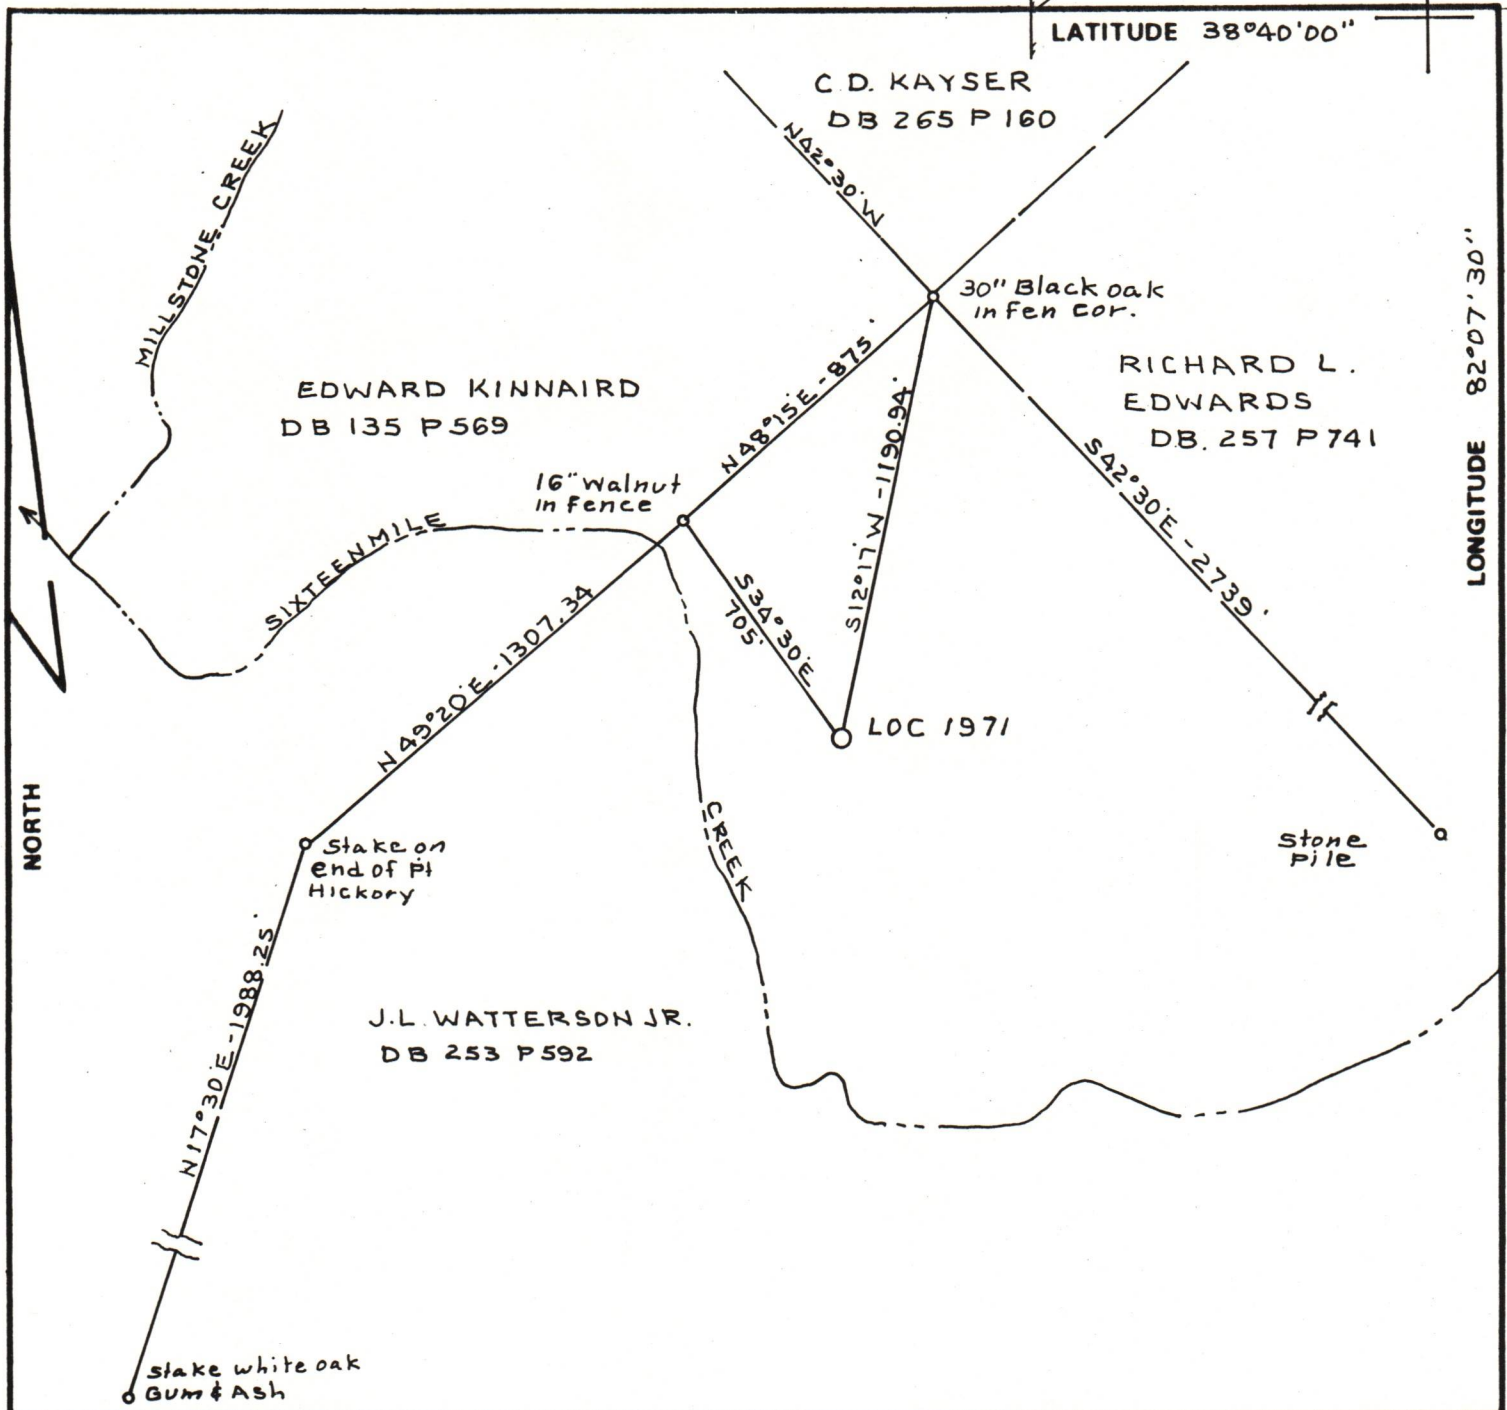 LATITUDE 38°40'00"
C.D. KAYSER
DB 265 P 160
N42°30'W
MILLSTONE CREEK
30" Black oak
in fen cor.
LONGITUDE 82°07'30"
RICHARD L.
EDWARDS
D.B. 257 P 741
EDWARD KINNAIRD
DB 135 P 569
N48°15'E - 875'
S12°17'W - 1190.94'
S42°30'E - 2739'
16" Walnut
in fence
SIXTEENMILE
S34°30'E
705'
N49°20'E - 1307.34
LOC 1971
NORTH
CREEK
Stake on
end of Pt
Hickory
Stone
pile
N17°30'E - 1988.25'
J.L. WATTERSON JR.
DB 253 P 592
Stake white oak
Gum & Ash